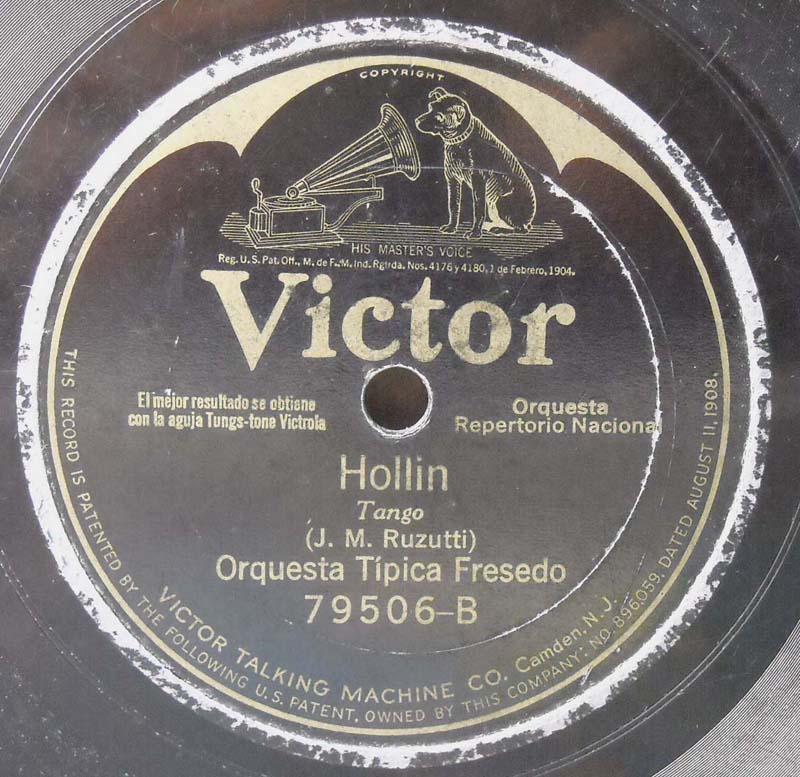 COPYRIGHT
HIS MASTER'S VOICE
Reg. U.S. Pat. Off., M. de F.-M. Ind. Rgtrda. Nos. 4176 y 4180, 1 de Febrero, 1904.
Victor
El mejor resultado se obtiene
con la aguja Tungs-tone Victrola
Orquesta
Repertorio Nacional
Hollin
Tango
(J. M. Ruzutti)
Orquesta Típica Fresedo
79506-B
VICTOR TALKING MACHINE CO. Camden, N. J.
THIS RECORD IS PATENTED BY THE FOLLOWING U.S. PATENT, OWNED BY THIS COMPANY: NO. 896,059, DATED AUGUST 11, 1908.